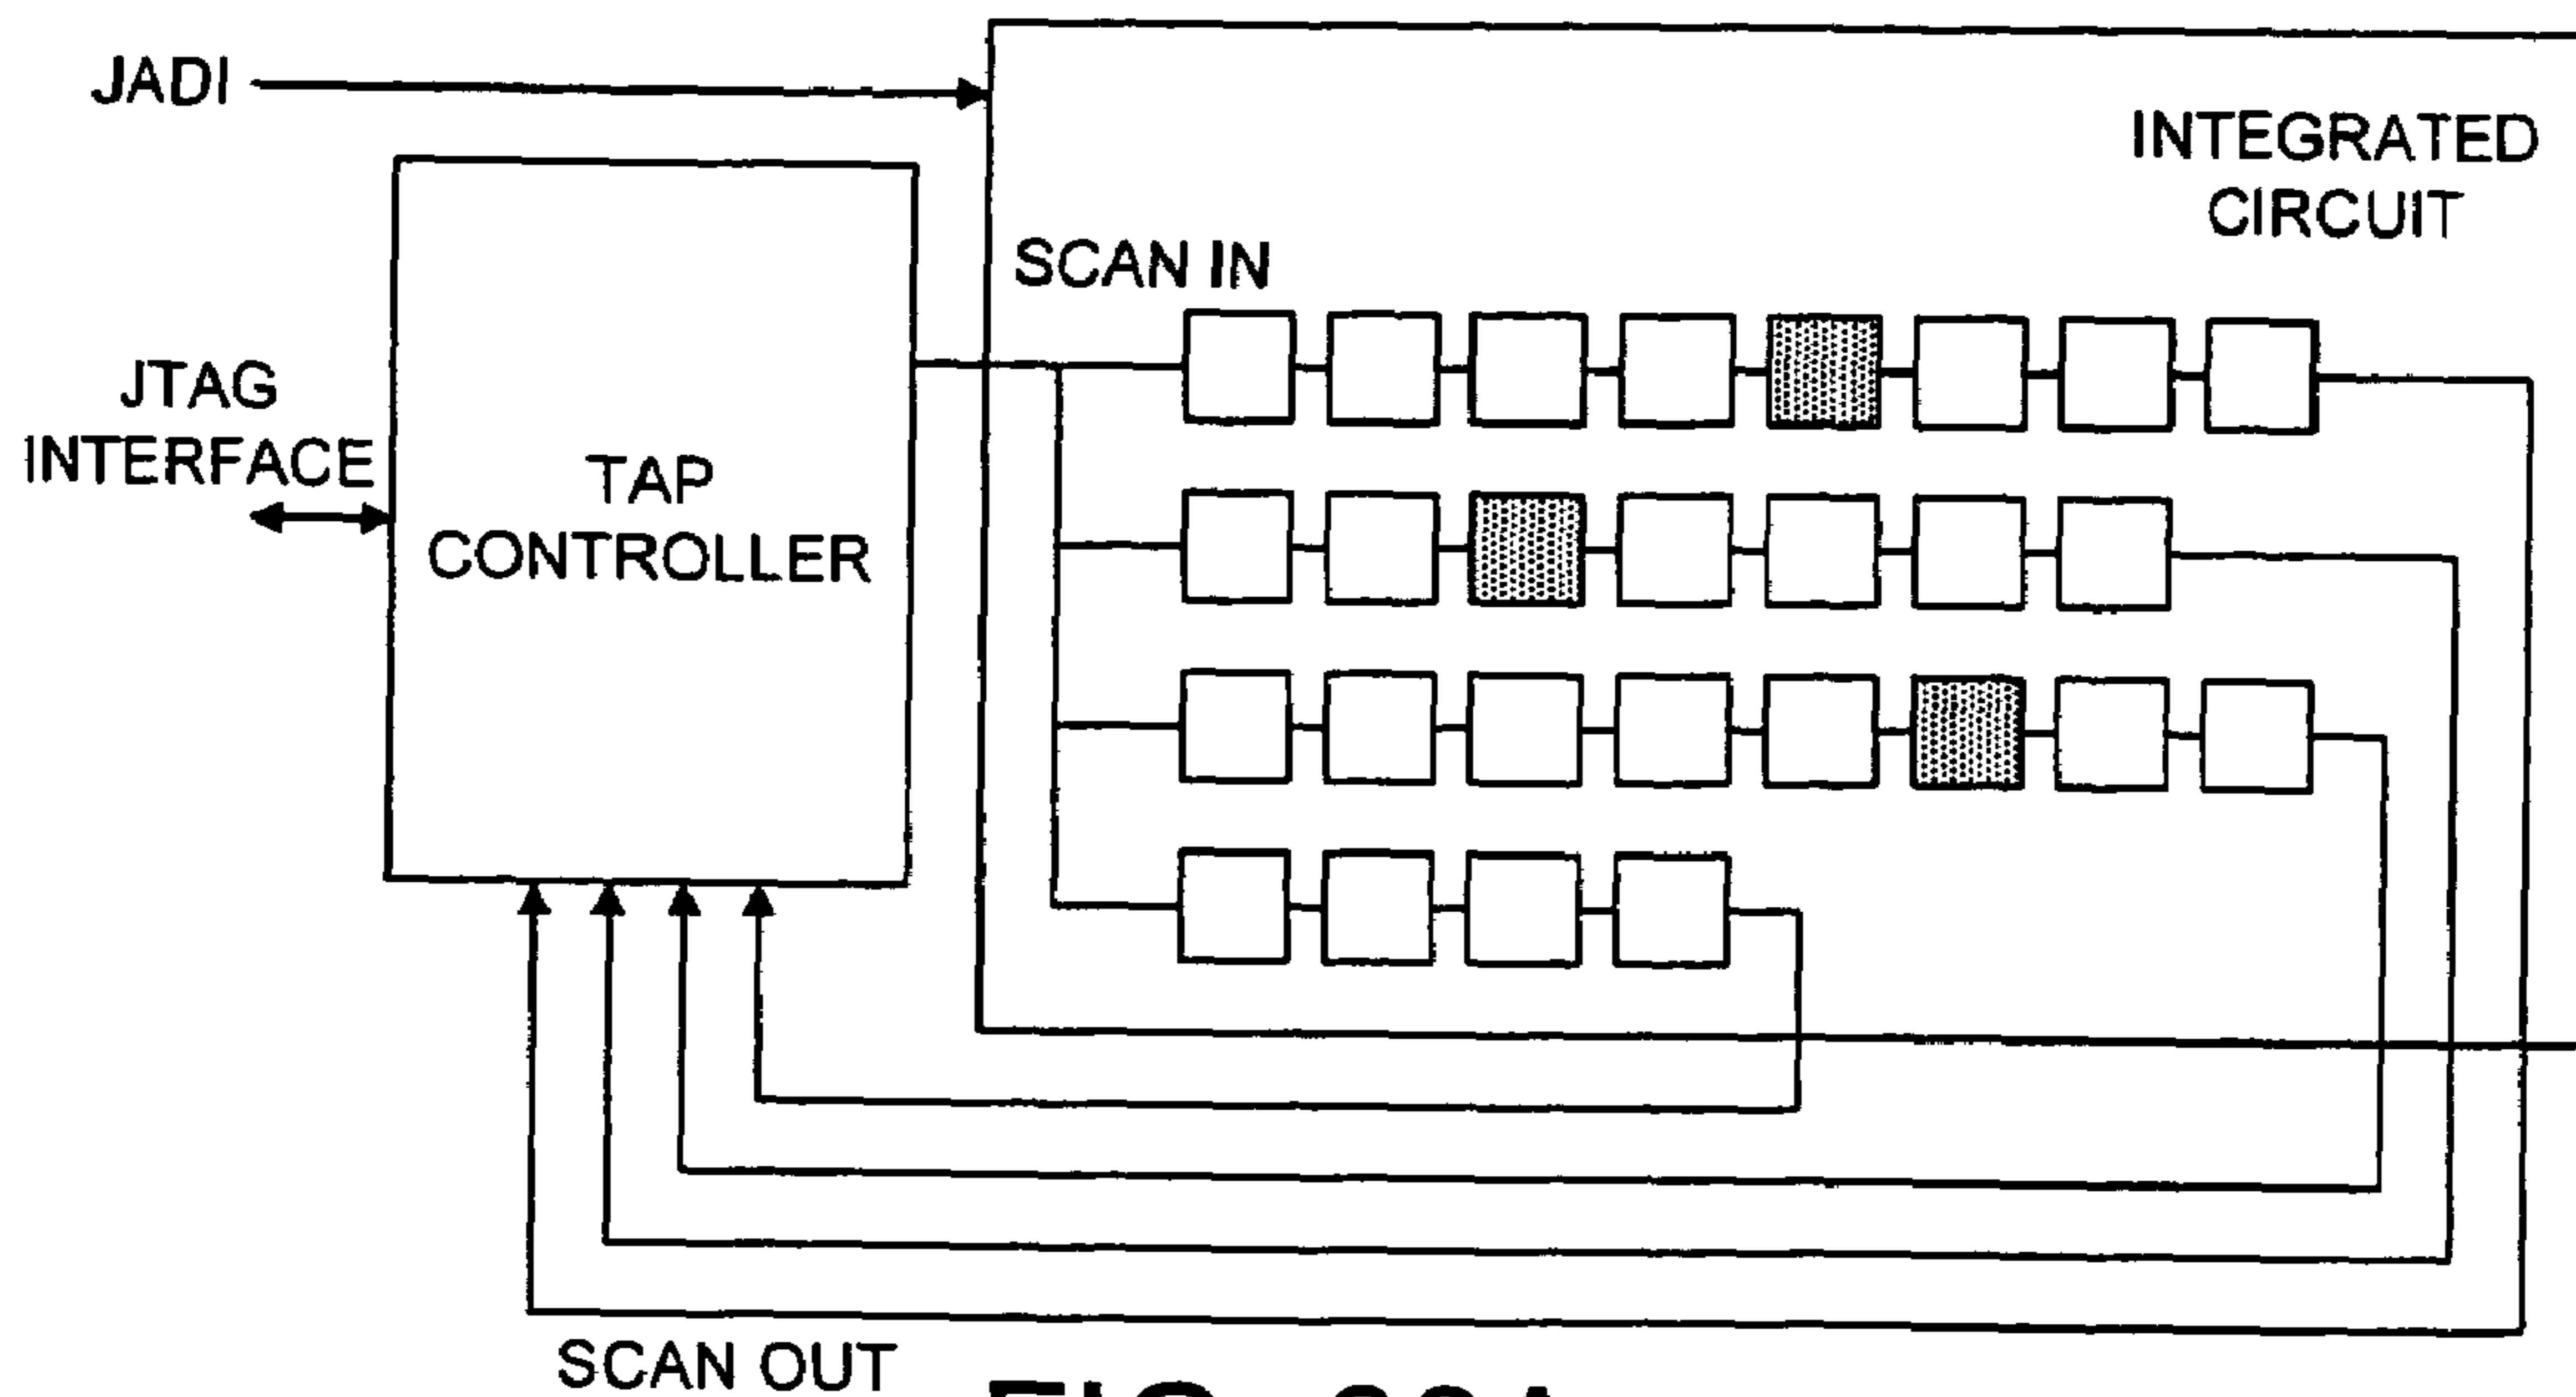 JADI
INTEGRATED
CIRCUIT
SCAN IN
JTAG
INTERFACE
TAP
CONTROLLER
SCAN OUT